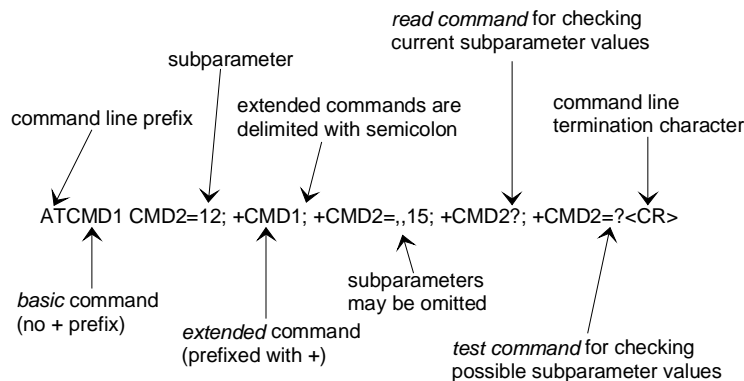 read command for checking
current subparameter values
subparameter
extended commands are
delimited with semicolon
command line
termination character
command line prefix
ATCMD1 CMD2=12; +CMD1; +CMD2=,,15; +CMD2?; +CMD2=?<CR>
basic command
(no + prefix)
extended command
(prefixed with +)
subparameters
may be omitted
test command for checking
possible subparameter values